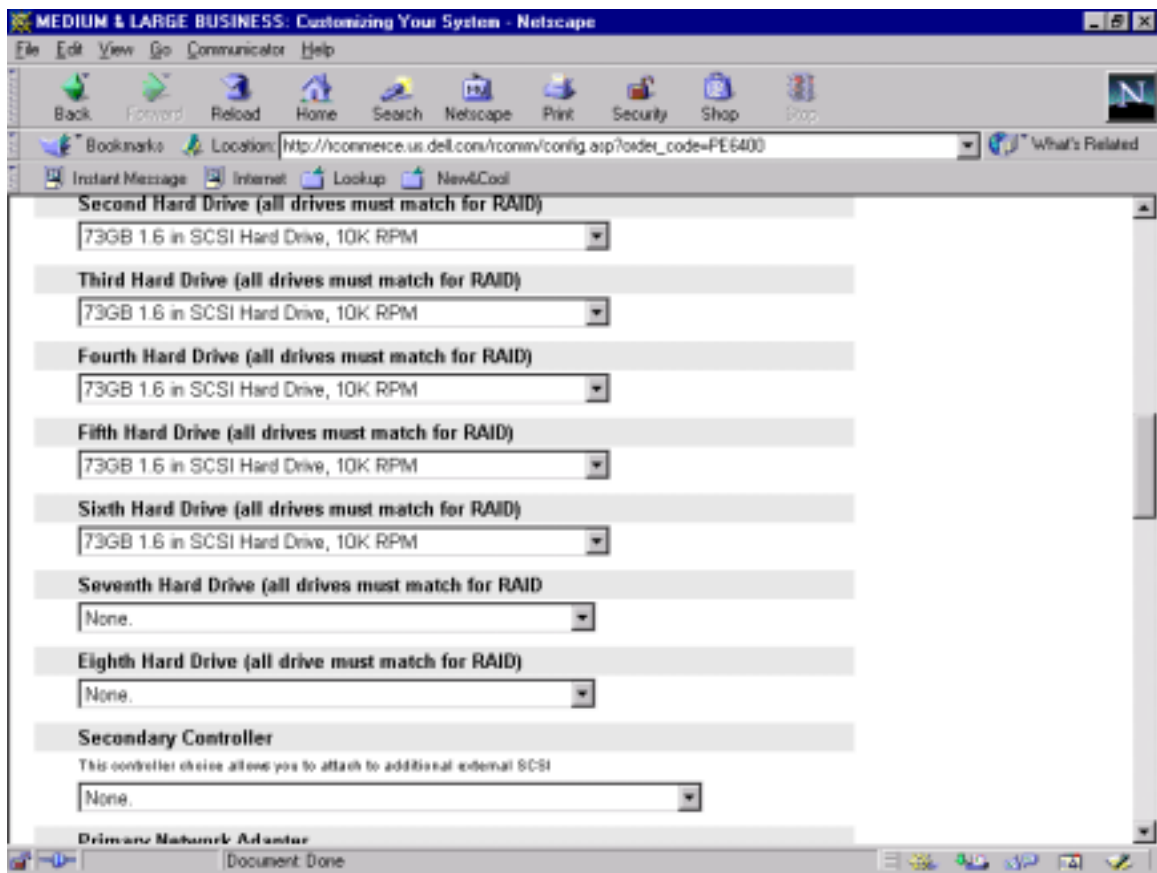 MEDIUM & LARGE BUSINESS: Customizing Your System - Netscape
File Edit View Go Communicator Help
Back Forward Reload Home Search Netscape Print Security Shop Stop
N
Bookmarks Location: http://rcommerce.us.dell.com/rcomm/config.asp?order_code=PE6400 What's Related
Instant Message Internet Lookup New&Cool
Second Hard Drive (all drives must match for RAID)
73GB 1.6 in SCSI Hard Drive, 10K RPM
Third Hard Drive (all drives must match for RAID)
73GB 1.6 in SCSI Hard Drive, 10K RPM
Fourth Hard Drive (all drives must match for RAID)
73GB 1.6 in SCSI Hard Drive, 10K RPM
Fifth Hard Drive (all drives must match for RAID)
73GB 1.6 in SCSI Hard Drive, 10K RPM
Sixth Hard Drive (all drives must match for RAID)
73GB 1.6 in SCSI Hard Drive, 10K RPM
Seventh Hard Drive (all drives must match for RAID
None.
Eighth Hard Drive (all drive must match for RAID)
None.
Secondary Controller
This controller choice allows you to attach to additional external SCSI
None.
Primary Network Adapter
Document: Done